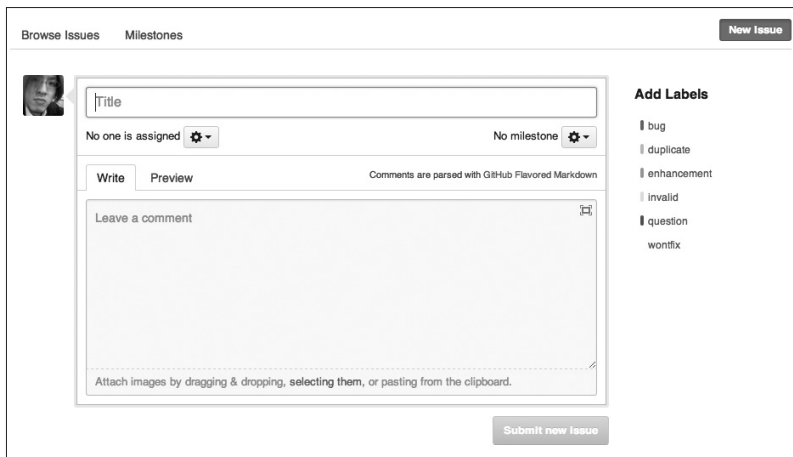 Browse Issues Milestones New Issue
Title
Add Labels
No one is assigned No milestone
bug
duplicate
enhancement
invalid
question
wontfix
Write Preview Comments are parsed with GitHub Flavored Markdown
Leave a comment
Attach images by dragging & dropping, selecting them, or pasting from the clipboard.
Submit new issue